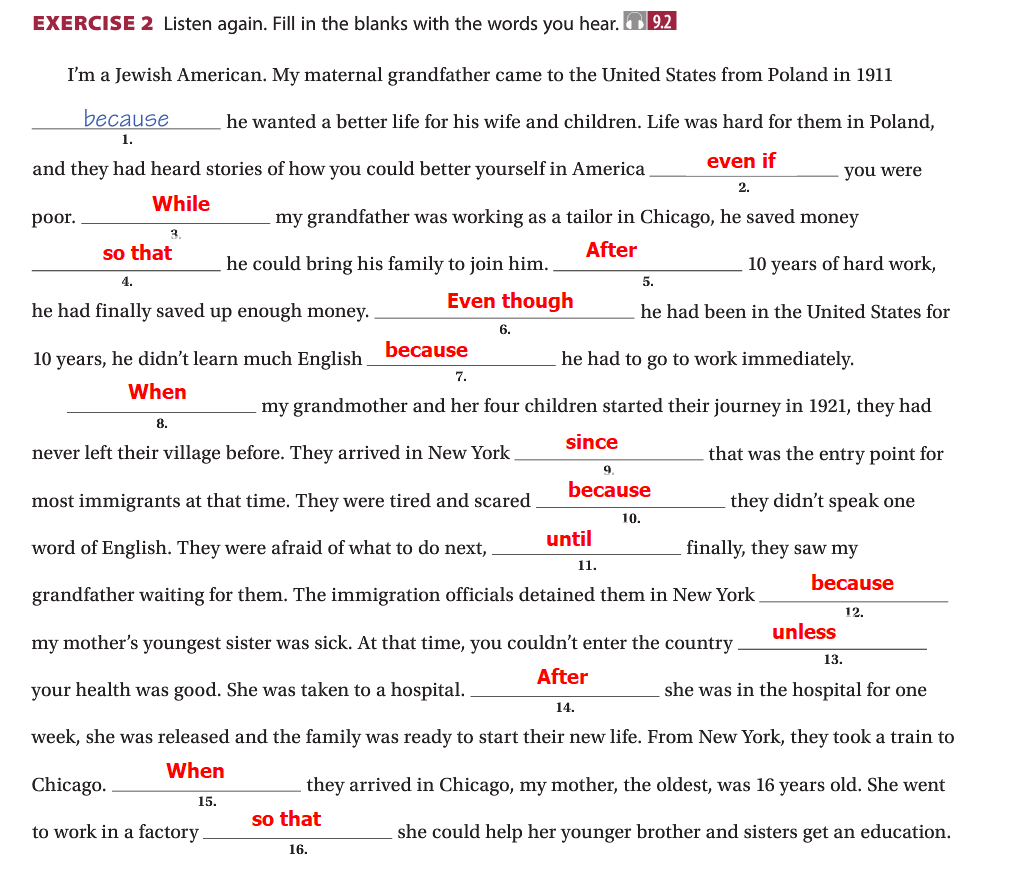 EXERCISE 2 Listen again. Fill in the blanks with the words you hear. 9.2
I'm a Jewish American. My maternal grandfather came to the United States from Poland in 1911
because he wanted a better life for his wife and children. Life was hard for them in Poland,
1.
and they had heard stories of how you could better yourself in America even if you were
2.
poor. While my grandfather was working as a tailor in Chicago, he saved money
3.
so that he could bring his family to join him. After 10 years of hard work,
4. 5.
he had finally saved up enough money. Even though he had been in the United States for
6.
10 years, he didn't learn much English because he had to go to work immediately.
7.
When my grandmother and her four children started their journey in 1921, they had
8.
never left their village before. They arrived in New York since that was the entry point for
9.
most immigrants at that time. They were tired and scared because they didn't speak one
10.
word of English. They were afraid of what to do next, until finally, they saw my
11.
grandfather waiting for them. The immigration officials detained them in New York because
12.
my mother's youngest sister was sick. At that time, you couldn't enter the country unless
13.
your health was good. She was taken to a hospital. After she was in the hospital for one
14.
week, she was released and the family was ready to start their new life. From New York, they took a train to
Chicago. When they arrived in Chicago, my mother, the oldest, was 16 years old. She went
15.
to work in a factory so that she could help her younger brother and sisters get an education.
16.